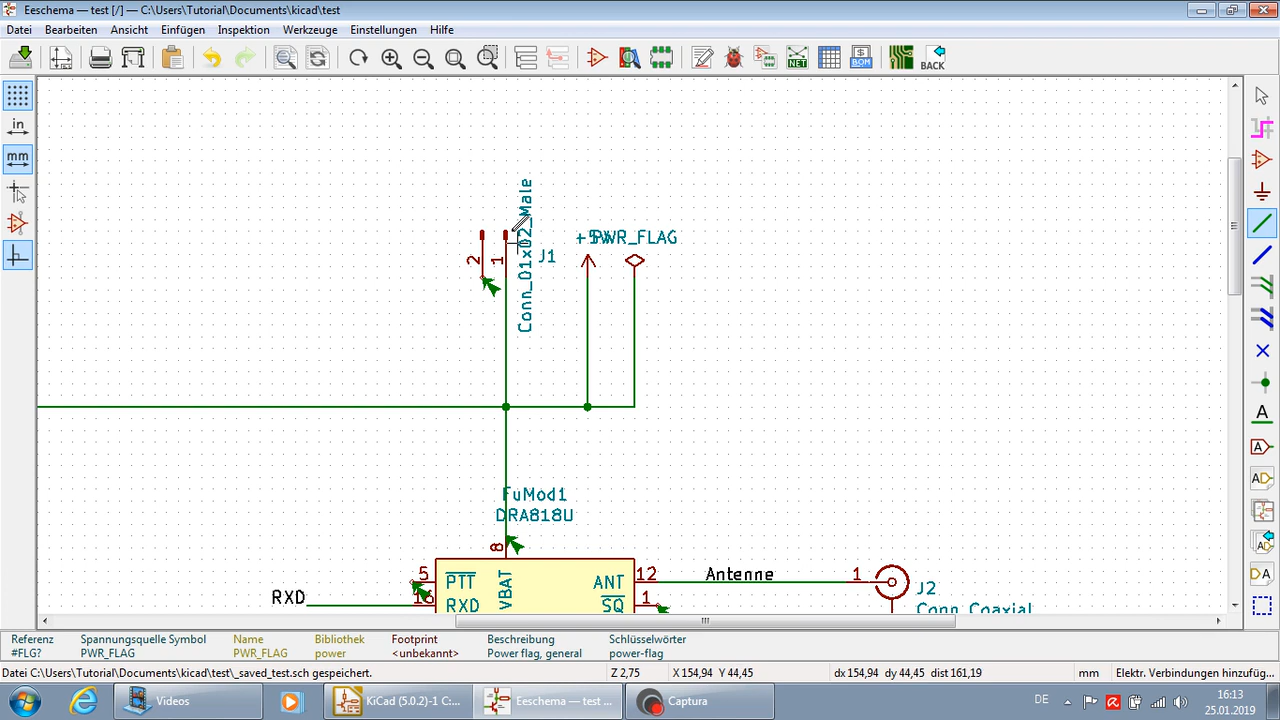 Eeschema — test [/] — C:\Users\Tutorial\Documents\kicad\test
Datei Bearbeiten Ansicht Einfügen Inspektion Werkzeuge Einstellungen Hilfe
NET
BOM
BACK
in
mm
Conn_01x02_Male
2
1
J1
PWR_FLAG
FuMod1
DRA818U
8
5
PTT
VBAT
ANT
12
Antenne
1
J2
RXD
16
RXD
SQ
1
Conn_Coaxial
A
A
A
A
A
Referenz Spannungsquelle Symbol Name Bibliothek Footprint Beschreibung Schlüsselwörter
#FLG? PWR_FLAG PWR_FLAG power <unbekannt> Power flag, general power-flag
Datei C:\Users\Tutorial\Documents\kicad\test\_saved_test.sch gespeichert. Z 2,75 X 154,94 Y 44,45 dx 154,94 dy 44,45 dist 161,19 mm Elektr. Verbindungen hinzufüg...
Videos KiCad (5.0.2)-1 C:... Eeschema — test ... Captura DE 16:13
25.01.2019